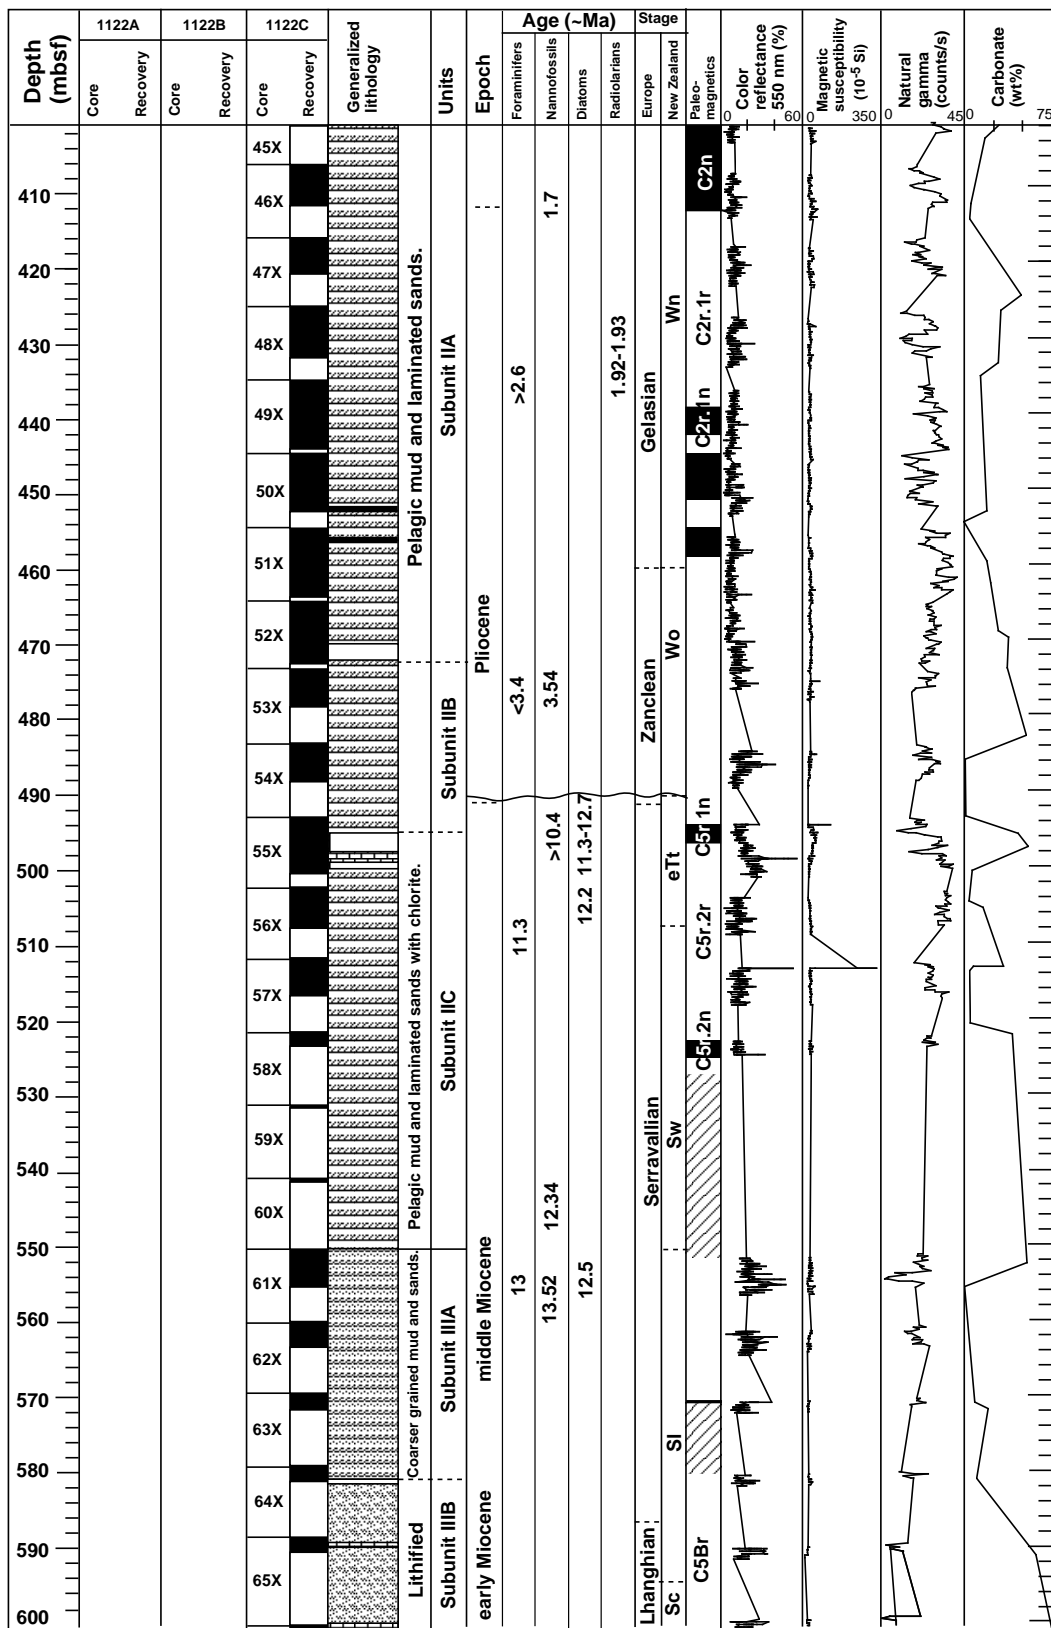 Depth (mbsf)
1122A
1122B
1122C
Core
Recovery
Core
Recovery
Core
Recovery
Generalized lithology
Units
Epoch
Age (~Ma)
Foraminifers
Nannofossils
Diatoms
Radiolarians
Stage
Europe
New Zealand
Paleo-magnetics
Color reflectance 550 nm (%)
0 60
Magnetic susceptibility (10-5 Si)
0 350
Natural gamma (counts/s)
0 45
Carbonate (wt%)
0 75
410
420
430
440
450
460
470
480
490
500
510
520
530
540
550
560
570
580
590
600
45X
46X
47X
48X
49X
50X
51X
52X
53X
54X
55X
56X
57X
58X
59X
60X
61X
62X
63X
64X
65X
Pelagic mud and laminated sands.
Pelagic mud and laminated sands with chlorite.
Coarser grained mud and sands.
Lithified
Subunit IIA
Subunit IIB
Subunit IIC
Subunit IIIA
Subunit IIIB
Pliocene
middle Miocene
early Miocene
>2.6
<3.4
11.3
13
1.7
3.54
>10.4
12.34
13.52
11.3-12.7
12.2
12.5
1.92-1.93
Gelasian
Zanclean
Serravallian
Lhanghian
Wn
Wo
eTt
Sw
Sl
Sc
C2n
C2r.1r
C2r.1n
C5r.1n
C5r.2r
C5r.2n
C5Br